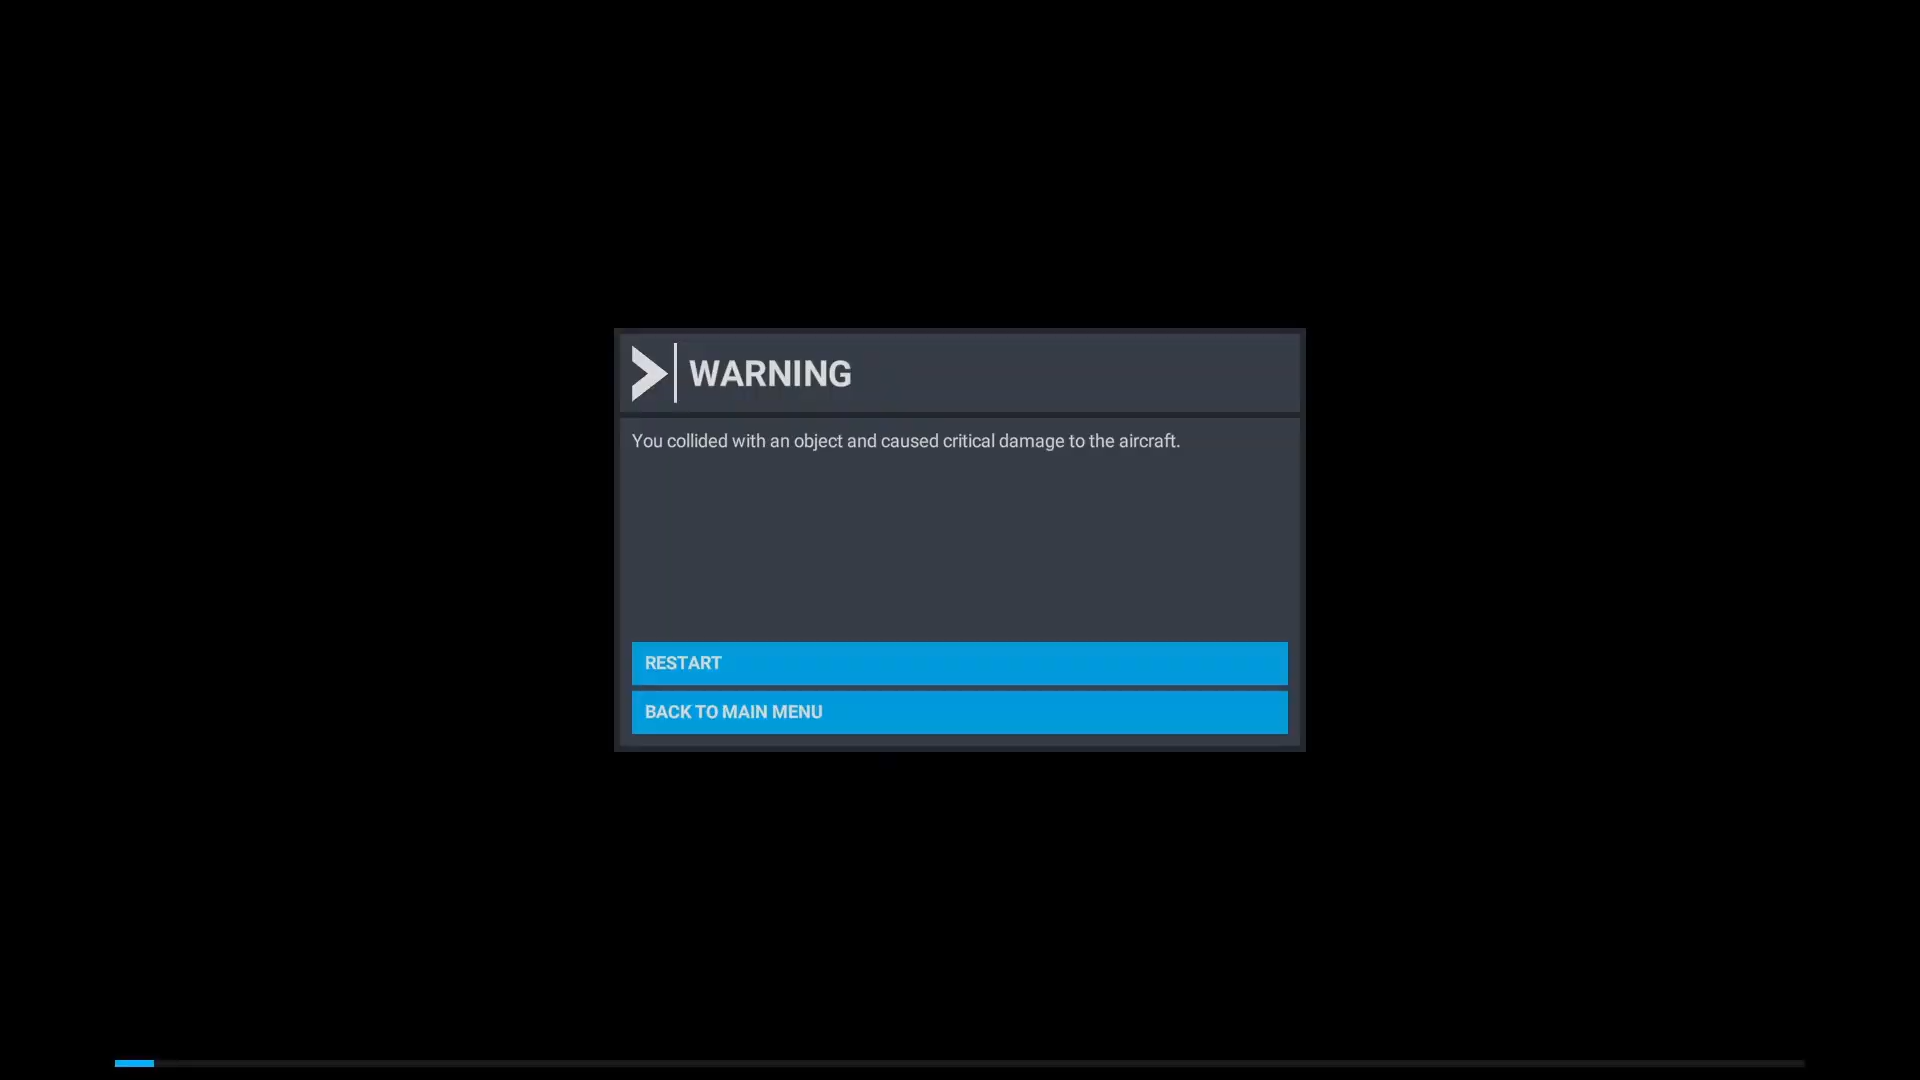 WARNING
You collided with an object and caused critical damage to the aircraft.
RESTART
BACK TO MAIN MENU